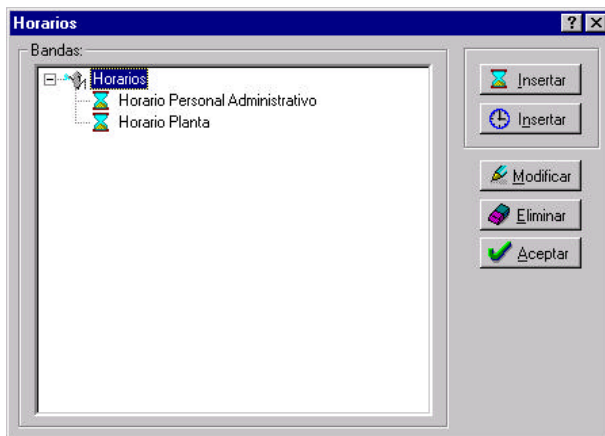 Horarios
Bandas:
Horarios
Horario Personal Administrativo
Horario Planta
Insertar
Insertar
Modificar
Eliminar
Aceptar